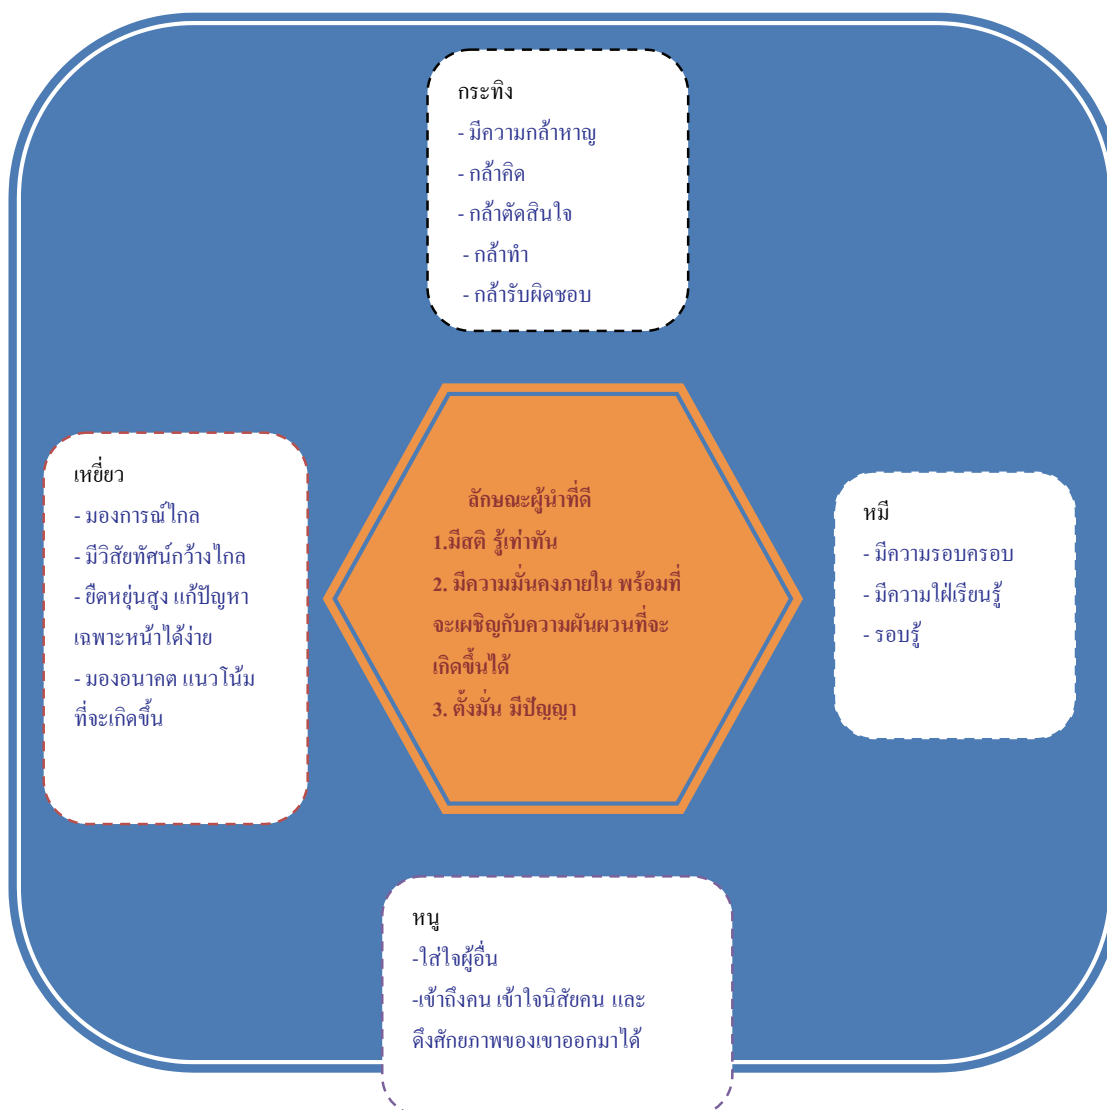 กระทิง
- มีความกล้าหาญ
- กล้าคิด
- กล้าตัดสินใจ
- กล้าทำ
- กล้ารับผิดชอบ
เหยี่ยว
- มองการณ์ไกล
- มีวิสัยทัศน์กว้างไกล
- ยืดหยุ่นสูง แก้ปัญหา
เฉพาะหน้าได้ง่าย
- มองอนาคต แนวโน้ม
ที่จะเกิดขึ้น
ลักษณะผู้นำที่ดี
1.มีสติ รู้เท่าทัน
2. มีความมั่นคงภายใน พร้อมที่
จะเผชิญกับความผันผวนที่จะ
เกิดขึ้นได้
3. ตั้งมั่น มีปัญญา
หมี
- มีความรอบครอบ
- มีความใฝ่เรียนรู้
- รอบรู้
หนู
-ใส่ใจผู้อื่น
-เข้าถึงคน เข้าใจนิสัยคน และ
ดึงศักยภาพของเขาออกมาได้